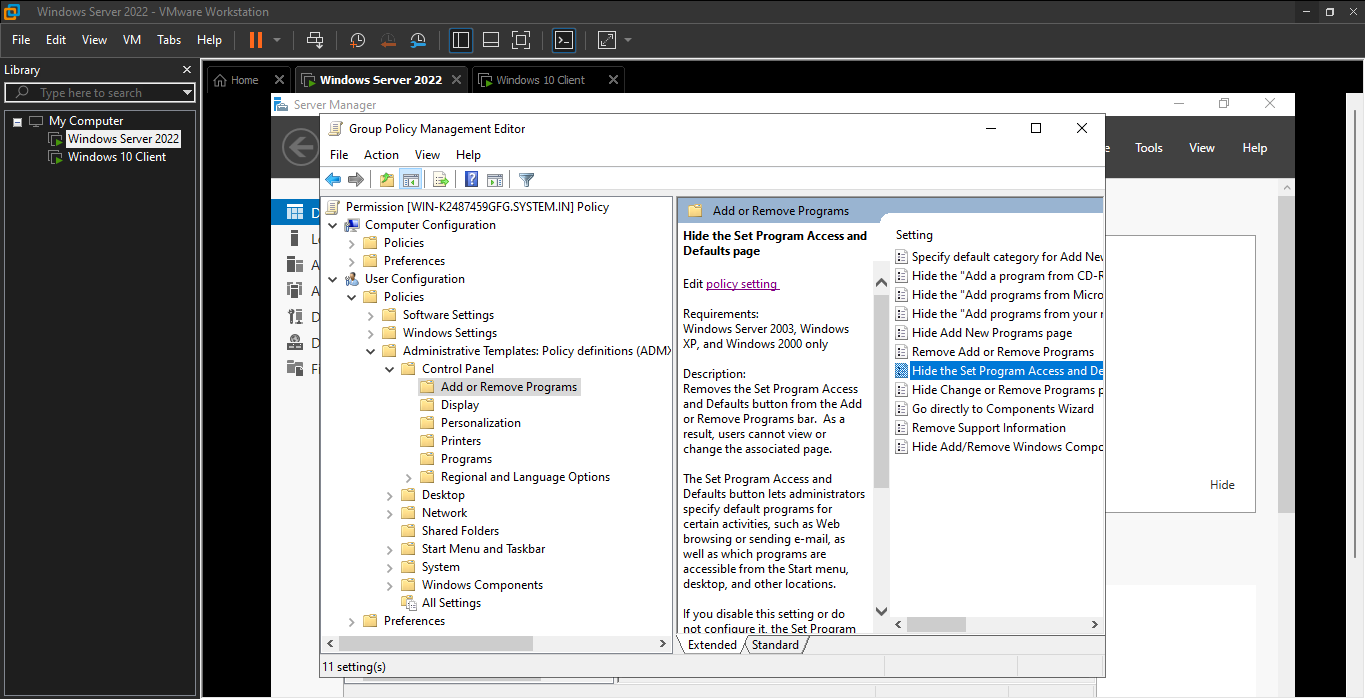 Windows Server 2022 - VMware Workstation
File Edit View VM Tabs Help
Library
Type here to search
My Computer
Windows Server 2022
Windows 10 Client
Home
Windows Server 2022
Windows 10 Client
Server Manager
Tools View Help
Group Policy Management Editor
File Action View Help
Permission [WIN-K2487459GFG.SYSTEM.IN] Policy
Computer Configuration
Policies
Preferences
User Configuration
Policies
Software Settings
Windows Settings
Administrative Templates: Policy definitions (ADMX
Control Panel
Add or Remove Programs
Display
Personalization
Printers
Programs
Regional and Language Options
Desktop
Network
Shared Folders
Start Menu and Taskbar
System
Windows Components
All Settings
Preferences
Add or Remove Programs
Hide the Set Program Access and
Defaults page
Edit policy setting
Requirements:
Windows Server 2003, Windows
XP, and Windows 2000 only
Description:
Removes the Set Program Access
and Defaults button from the Add
or Remove Programs bar. As a
result, users cannot view or
change the associated page.
The Set Program Access and
Defaults button lets administrators
specify default programs for
certain activities, such as Web
browsing or sending e-mail, as
well as which programs are
accessible from the Start menu,
desktop, and other locations.
If you disable this setting or do
not configure it, the Set Program
Setting
Specify default category for Add New
Hide the "Add a program from CD-R
Hide the "Add programs from Micro
Hide the "Add programs from your
Hide Add New Programs page
Remove Add or Remove Programs
Hide the Set Program Access and De
Hide Change or Remove Programs p
Go directly to Components Wizard
Remove Support Information
Hide Add/Remove Windows Compo
Extended Standard
11 setting(s)
Hide